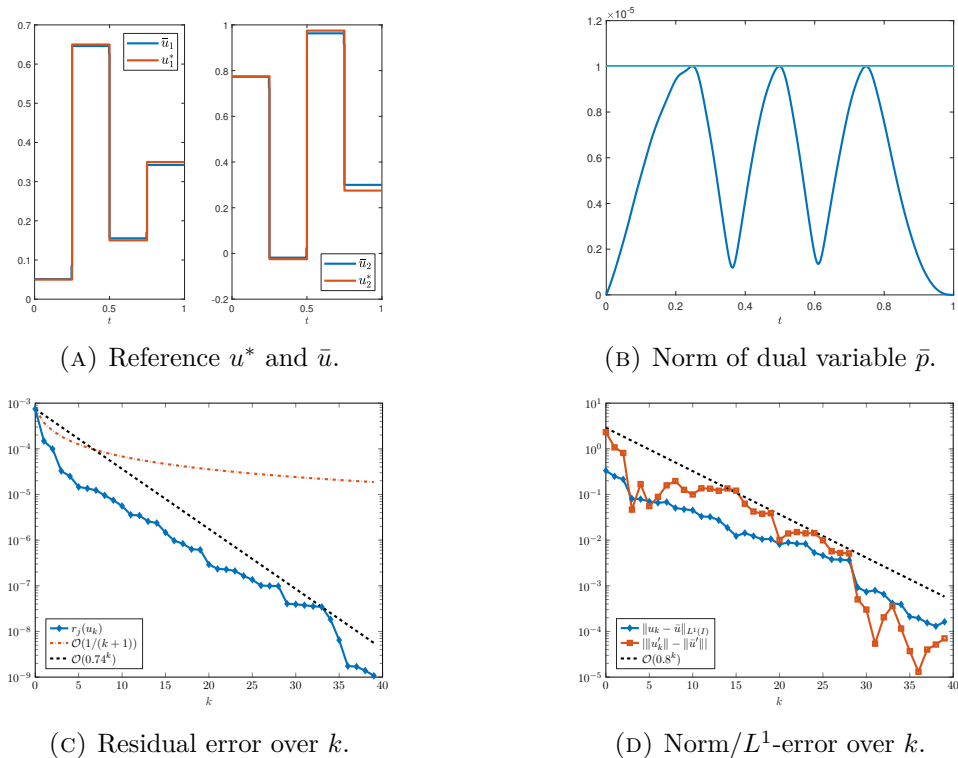 0.7
0.6
0.5
0.4
0.3
0.2
0.1
0
0 0.5 1
t
ū₁
u₁*
1
0.8
0.6
0.4
0.2
0
-0.2
0 0.5 1
t
ū₂
u₂*
(A) Reference u* and ū.
×10⁻⁵
1.2
1
0.8
0.6
0.4
0.2
0
0 0.2 0.4 0.6 0.8 1
t
(B) Norm of dual variable p̄.
10⁻³
10⁻⁴
10⁻⁵
10⁻⁶
10⁻⁷
10⁻⁸
10⁻⁹
0 5 10 15 20 25 30 35 40
k
r_j(u_k)
O(1/(k+1))
O(0.74ᵏ)
(C) Residual error over k.
10¹
10⁰
10⁻¹
10⁻²
10⁻³
10⁻⁴
10⁻⁵
0 5 10 15 20 25 30 35 40
k
‖u_k − ū‖_{L¹(I)}
|‖u′_k‖ − ‖ū′‖|
O(0.8ᵏ)
(D) Norm/L¹-error over k.